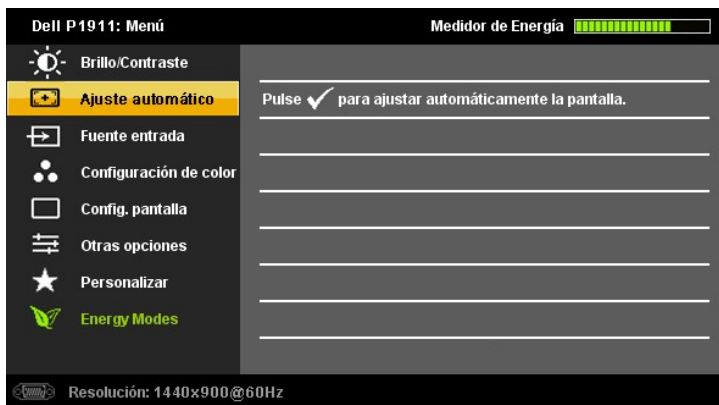 Dell P1911: Menú
Medidor de Energía
Brillo/Contraste
Ajuste automático
Pulse ✓ para ajustar automáticamente la pantalla.
Fuente entrada
Configuración de color
Config. pantalla
Otras opciones
Personalizar
Energy Modes
Resolución: 1440x900@60Hz